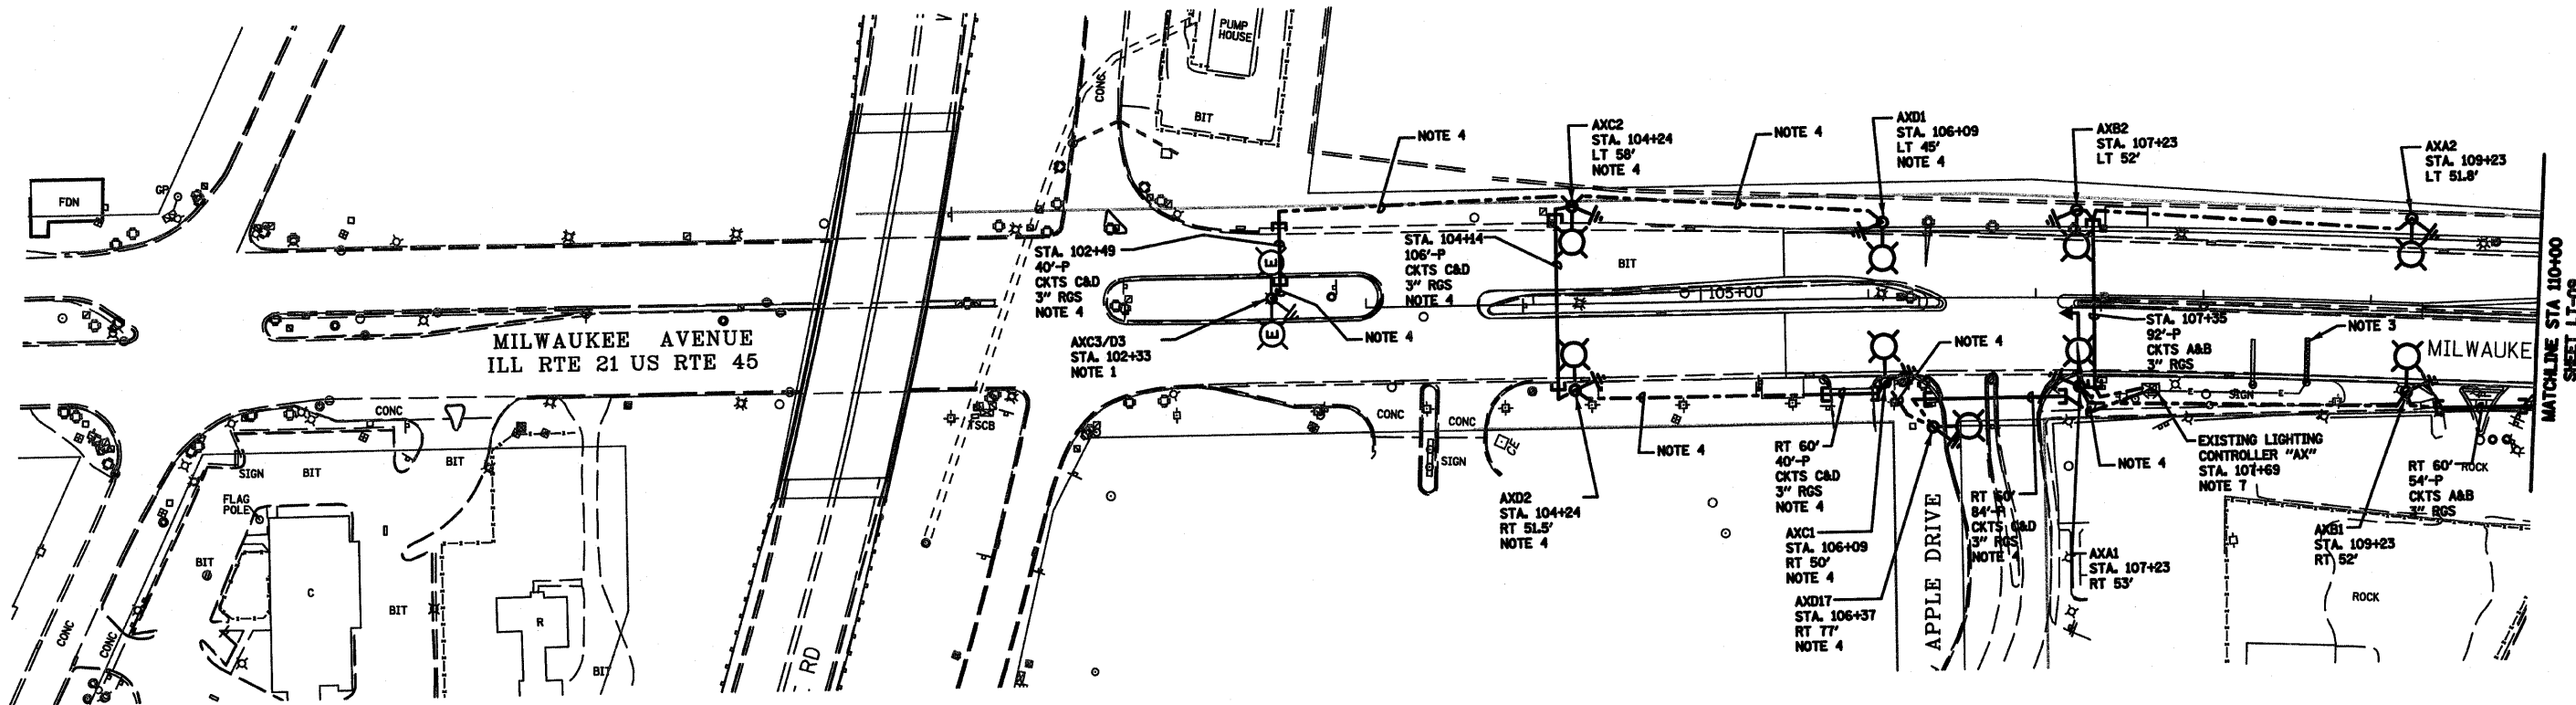 PUMP
HOUSE
CONC
BIT
FDN
GP
NOTE 4
AXC2
STA. 104+24
LT 58'
NOTE 4
NOTE 4
AXD1
STA. 106+09
LT 45'
NOTE 4
AXB2
STA. 107+23
LT 52'
AXA2
STA. 109+23
LT 51.8'
STA. 102+49
40'-P
CKTS C&D
3" RGS
NOTE 4
E
E
STA. 104+14
106'-P
CKTS C&D
3" RGS
NOTE 4
BIT
105+00
MATCHLINE STA 110+00
SHEET LT-09
MILWAUKEE AVENUE
ILL RTE 21 US RTE 45
AXC3/D3
STA. 102+33
NOTE 1
NOTE 4
NOTE 4
STA. 107+35
92'-P
CKTS A&B
3" RGS
NOTE 3
MILWAUKE
CONC
TSCB
CONC
CONC
SIGN
SIGN
SIGN
BIT
BIT
FLAG
POLE
NOTE 4
AXD2
STA. 104+24
RT 51.5'
NOTE 4
RT 60'
40'-P
CKTS C&D
3" RGS
NOTE 4
AXC1
STA. 106+09
RT 50'
NOTE 4
AXD17
STA. 106+37
RT 77'
NOTE 4
APPLE DRIVE
RT 60'
84'-P
CKTS C&D
3" RGS
NOTE 4
NOTE 4
AXA1
STA. 107+23
RT 53'
EXISTING LIGHTING
CONTROLLER "AX"
STA. 107+69
NOTE 7
AXB1
STA. 109+23
RT 52'
RT 60'
54'-P
CKTS A&B
3" RGS
ROCK
ROCK
BIT
C
BIT
R
BIT
RD
CONC
CONC